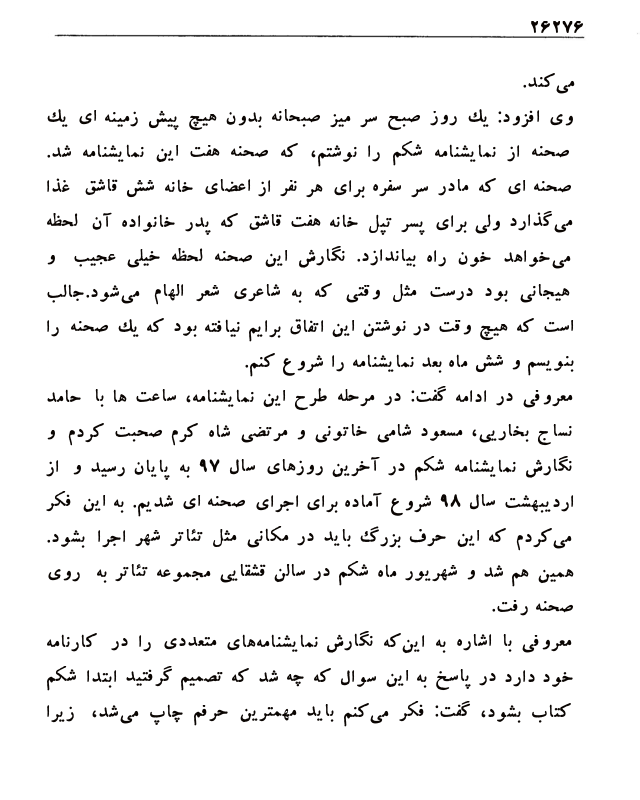 ۲۶۲۷۶
می‌کند.
وی افزود: یك روز صبح سر میز صبحانه بدون هیچ پیش زمینه ای یك
صحنه از نمایشنامه شکم را نوشتم، که صحنه هفت این نمایشنامه شد.
صحنه ای که مادر سر سفره برای هر نفر از اعضای خانه شش قاشق غذا
می‌گذارد ولی برای پسر تپل خانه هفت قاشق که پدر خانواده آن لحظه
می‌خواهد خون راه بیاندازد. نگارش این صحنه لحظه خیلی عجیب و
هیجانی بود درست مثل وقتی که به شاعری شعر الهام می‌شود.جالب
است که هیچ وقت در نوشتن این اتفاق برایم نیافته بود که یك صحنه را
بنویسم و شش ماه بعد نمایشنامه را شروع کنم.
معروفی در ادامه گفت: در مرحله طرح این نمایشنامه، ساعت ها با حامد
نساج بخارپی، مسعود شامی خاتونی و مرتضی شاه کرم صحبت کردم و
نگارش نمایشنامه شکم در آخرین روزهای سال ۹۷ به پایان رسید و از
اردیبهشت سال ۹۸ شروع آماده برای اجرای صحنه ای شدیم. به این فکر
می‌کردم که این حرف بزرگ باید در مکانی مثل تئاتر شهر اجرا بشود.
همین هم شد و شهریور ماه شکم در سالن قشقایی مجموعه تئاتر به روی
صحنه رفت.
معروفی با اشاره به این‌که نگارش نمایشنامه‌های متعددی را در کارنامه
خود دارد در پاسخ به این سوال که چه شد که تصمیم گرفتید ابتدا شکم
کتاب بشود، گفت: فکر می‌کنم باید مهمترین حرفم چاپ می‌شد، زیرا